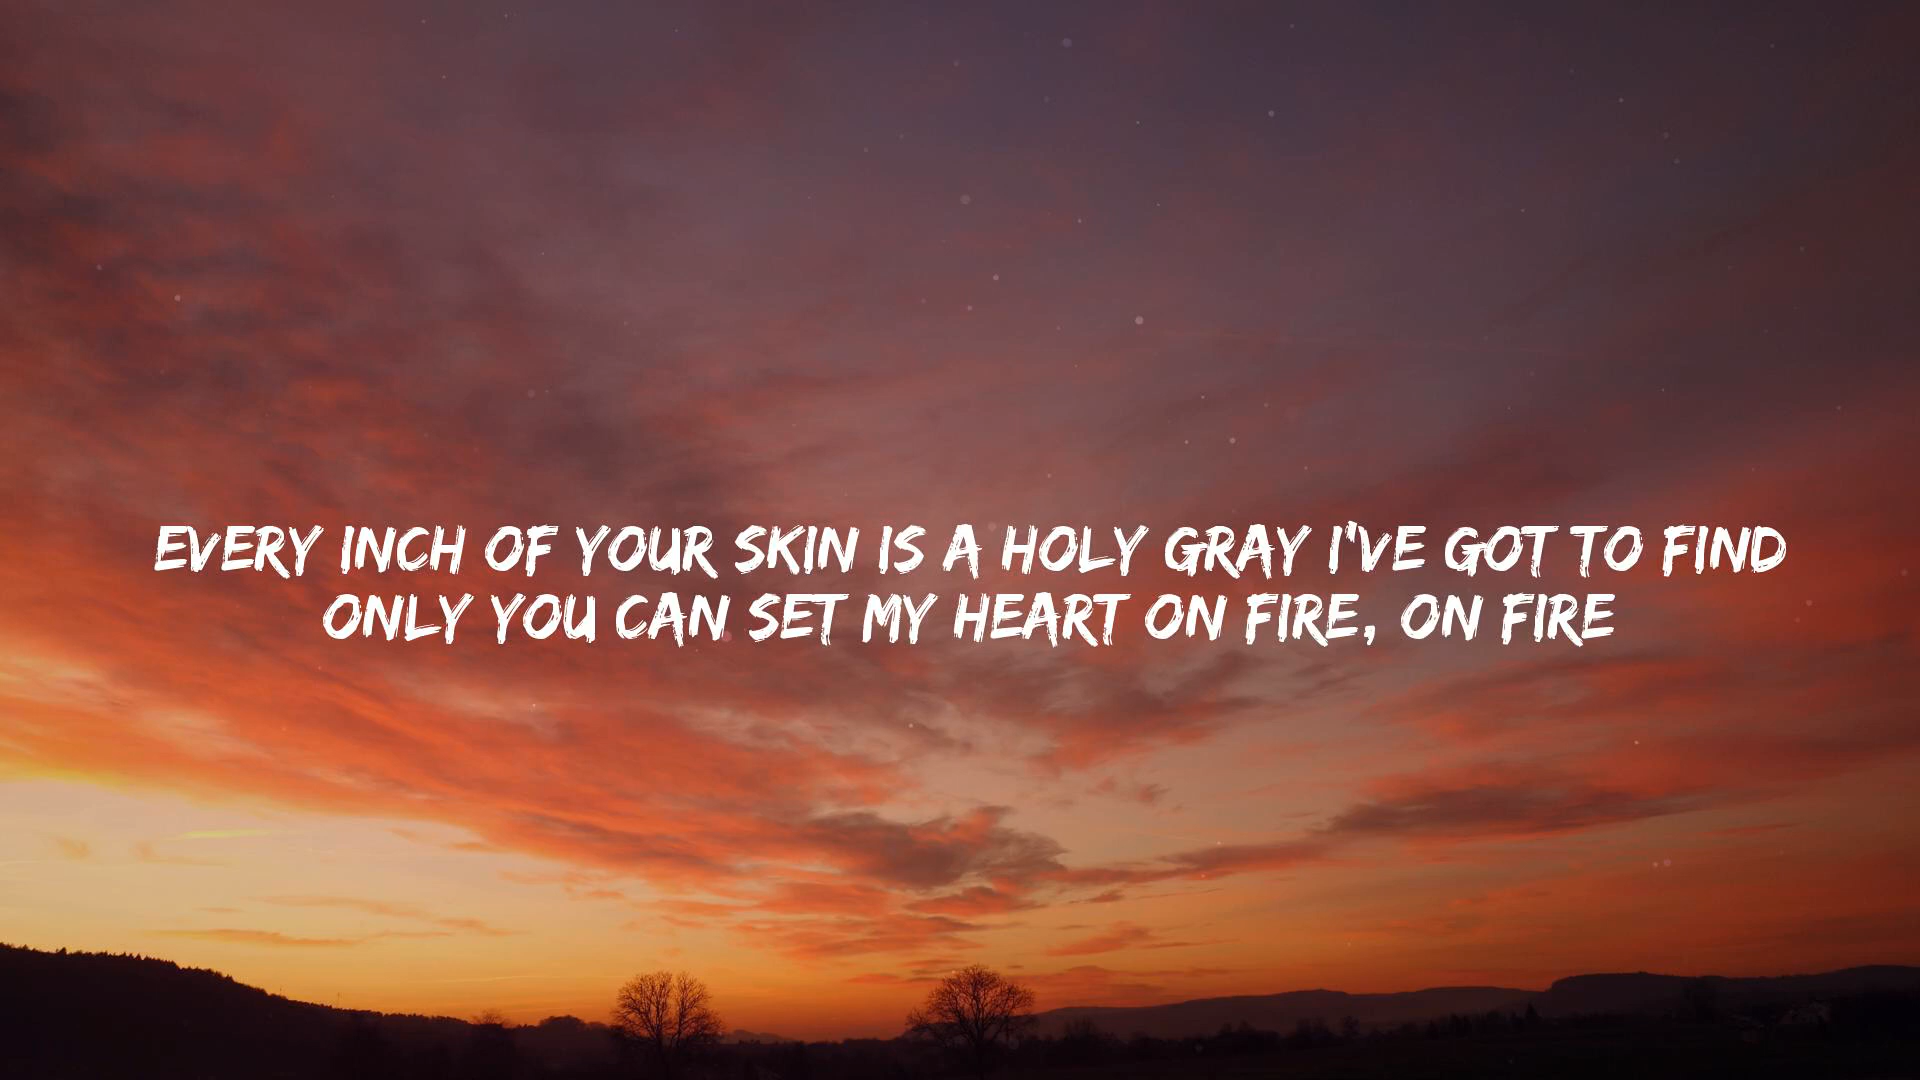 EVERY INCH OF YOUR SKIN IS A HOLY GRAY I'VE GOT TO FIND
ONLY YOU CAN SET MY HEART ON FIRE, ON FIRE